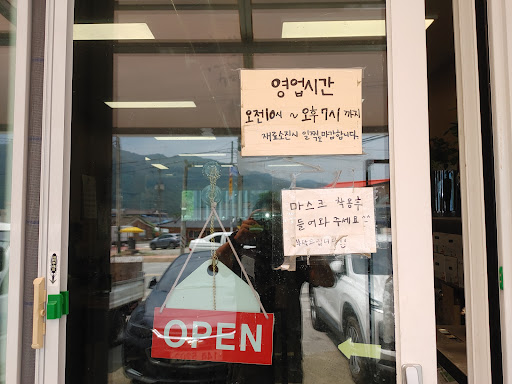 영업시간
오전10시 ~ 오후7시 까지
재료소진시 일찍 마감합니다.
마스크 착용후
들어와 주세요!!
OPEN